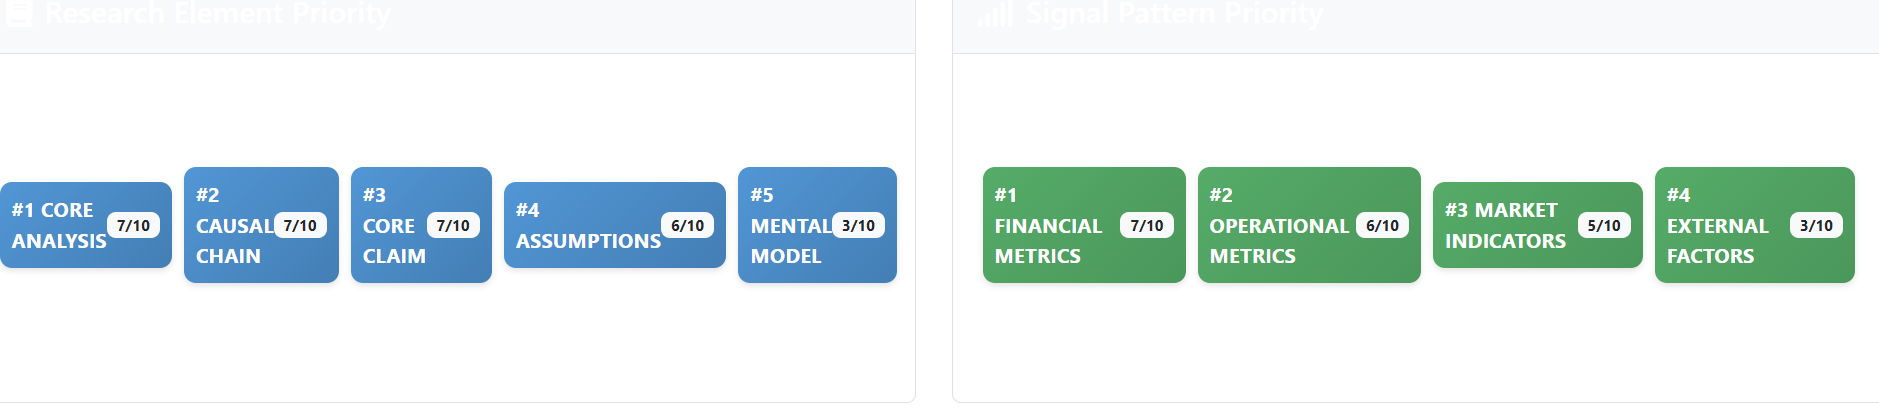 Research Element Priority
#1 CORE
ANALYSIS
7/10
#2
CAUSAL
CHAIN
7/10
#3
CORE
CLAIM
7/10
#4
ASSUMPTIONS
6/10
#5
MENTAL
MODEL
3/10
Signal Pattern Priority
#1
FINANCIAL
METRICS
7/10
#2
OPERATIONAL
METRICS
6/10
#3 MARKET
INDICATORS
5/10
#4
EXTERNAL
FACTORS
3/10